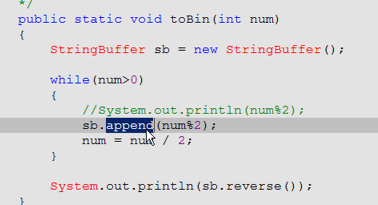 */
public static void toBin(int num)
{
StringBuffer sb = new StringBuffer();
while(num>0)
{
//System.out.println(num%2);
sb.append(num%2);
num = num / 2;
}
System.out.println(sb.reverse());
}